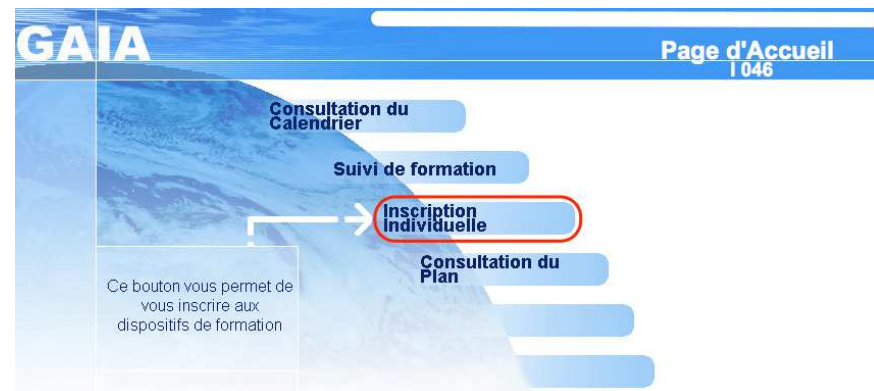 GAIA
Page d'Accueil
I 046
Consultation du
Calendrier
Suivi de formation
Inscription
Individuelle
Consultation du
Plan
Ce bouton vous permet de
vous inscrire aux
dispositifs de formation